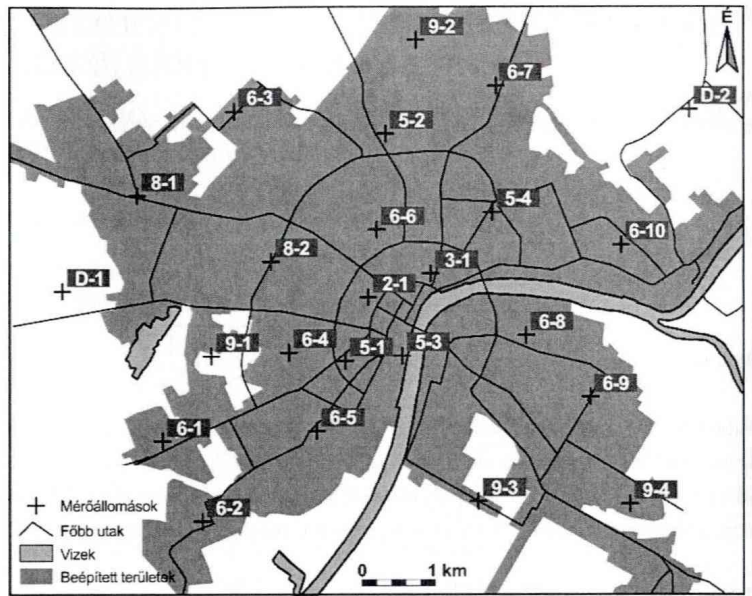 9-2
É
6-7
D-2
6-3
5-2
8-1
5-4
6-6
6-10
8-2
3-1
D-1
2-1
6-8
9-1
6-4
5-1
5-3
6-9
6-1
6-5
9-3
9-4
6-2
Mérőállomások
Főbb utak
Vizek
Beépített területek
0 1 km